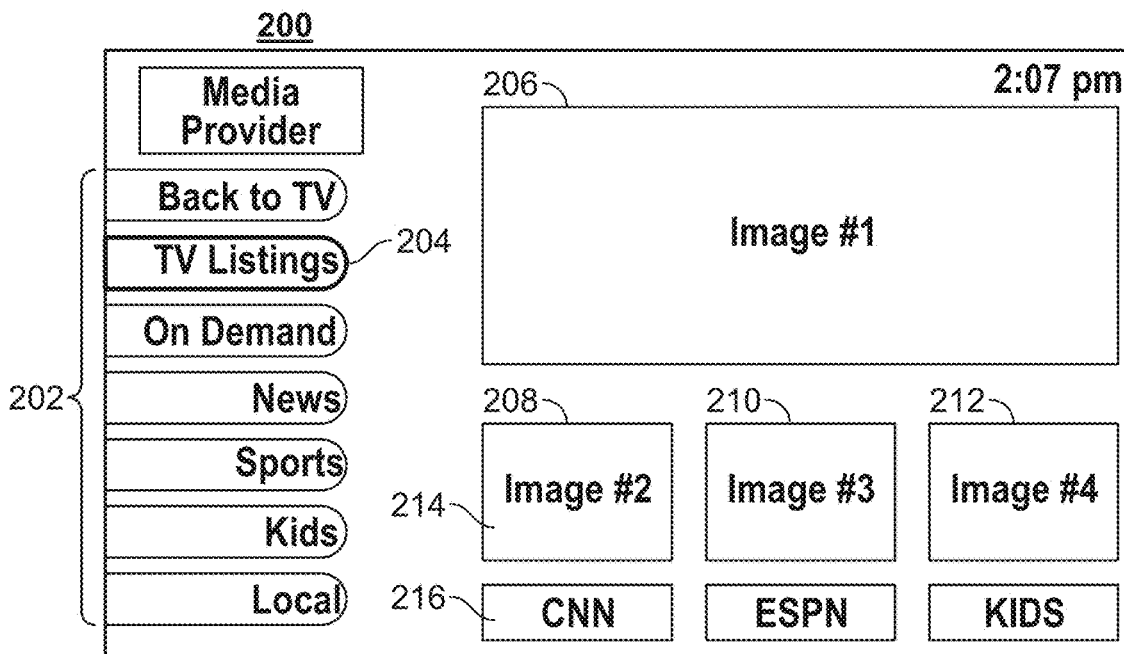 200
Media
Provider
2:07 pm
206
Back to TV
TV Listings
204
Image #1
On Demand
202
News
208
210
212
Sports
Image #2
Image #3
Image #4
214
Kids
Local
216
CNN
ESPN
KIDS